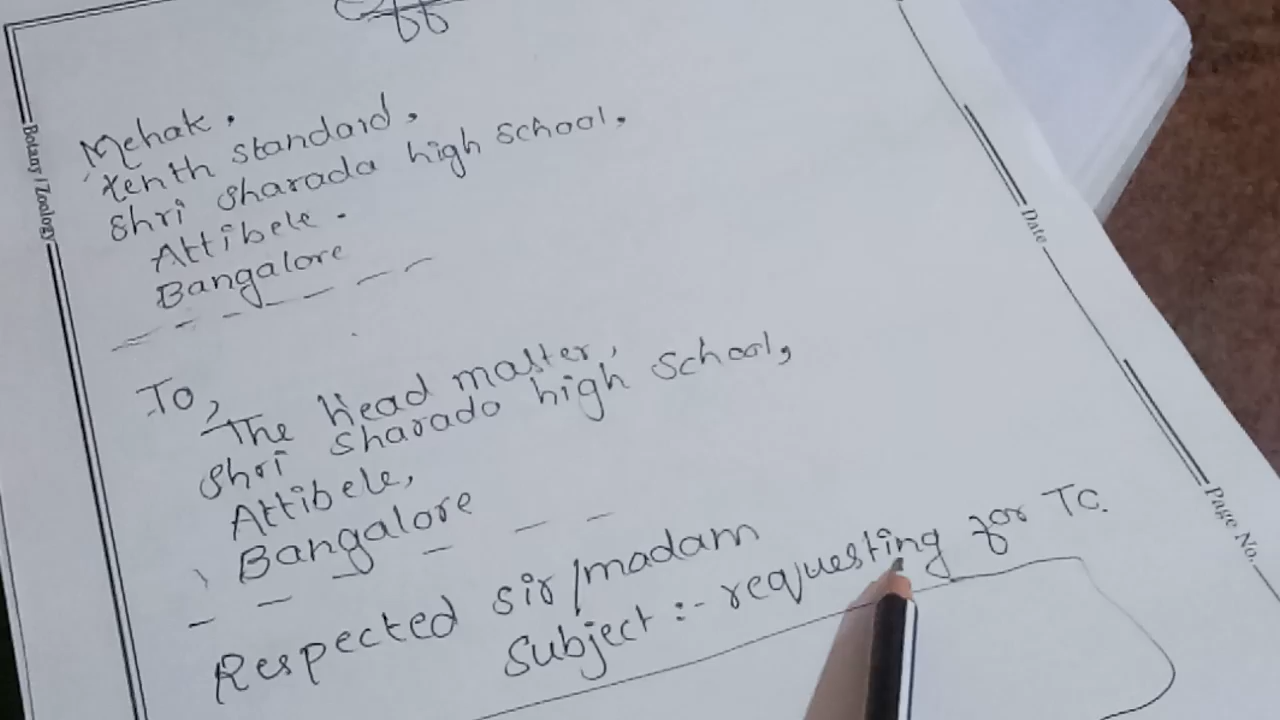 Mehak.
tenth standard,
Shri Sharada high school,
Attibele.
Bangalore
To,
The Head master,
Shri Sharada high School,
Attibele,
Bangalore
Respected sir/madam
Subject :- requesting for TC.
Botany / Zoology
Date
Page No.